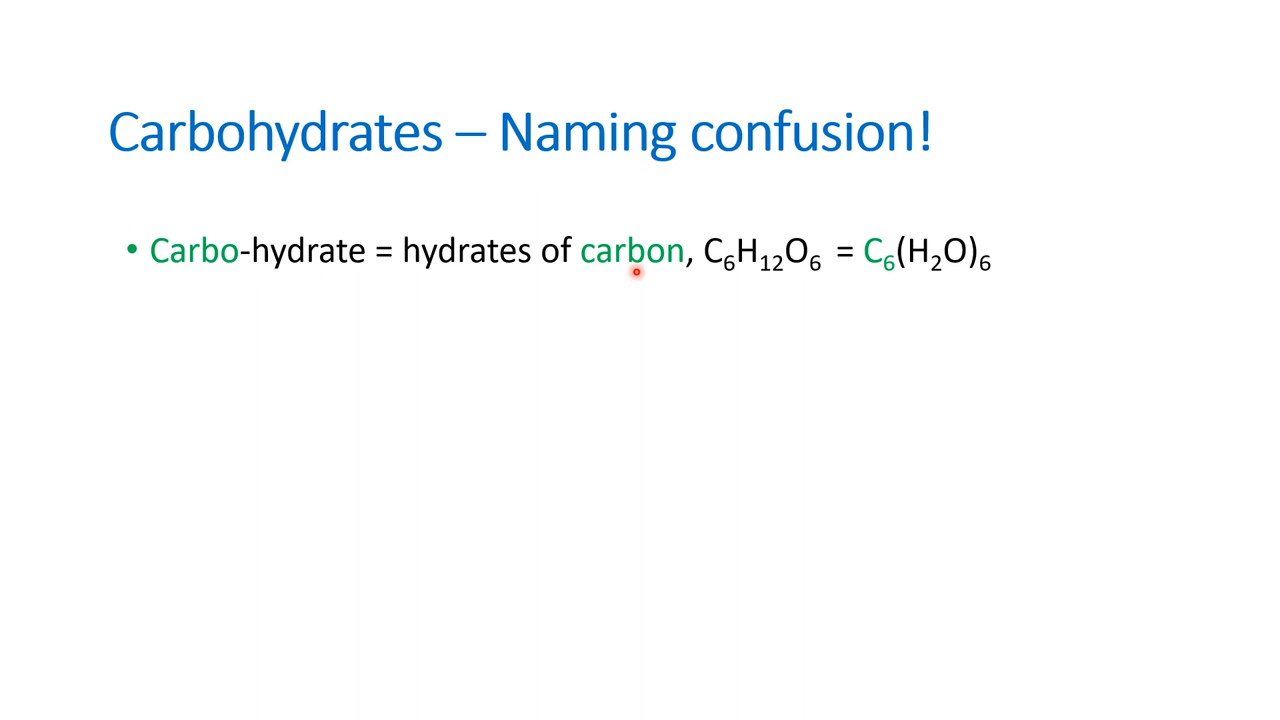 Carbohydrates – Naming confusion!
• Carbo-hydrate = hydrates of carbon, C₆H₁₂O₆ = C₆(H₂O)₆